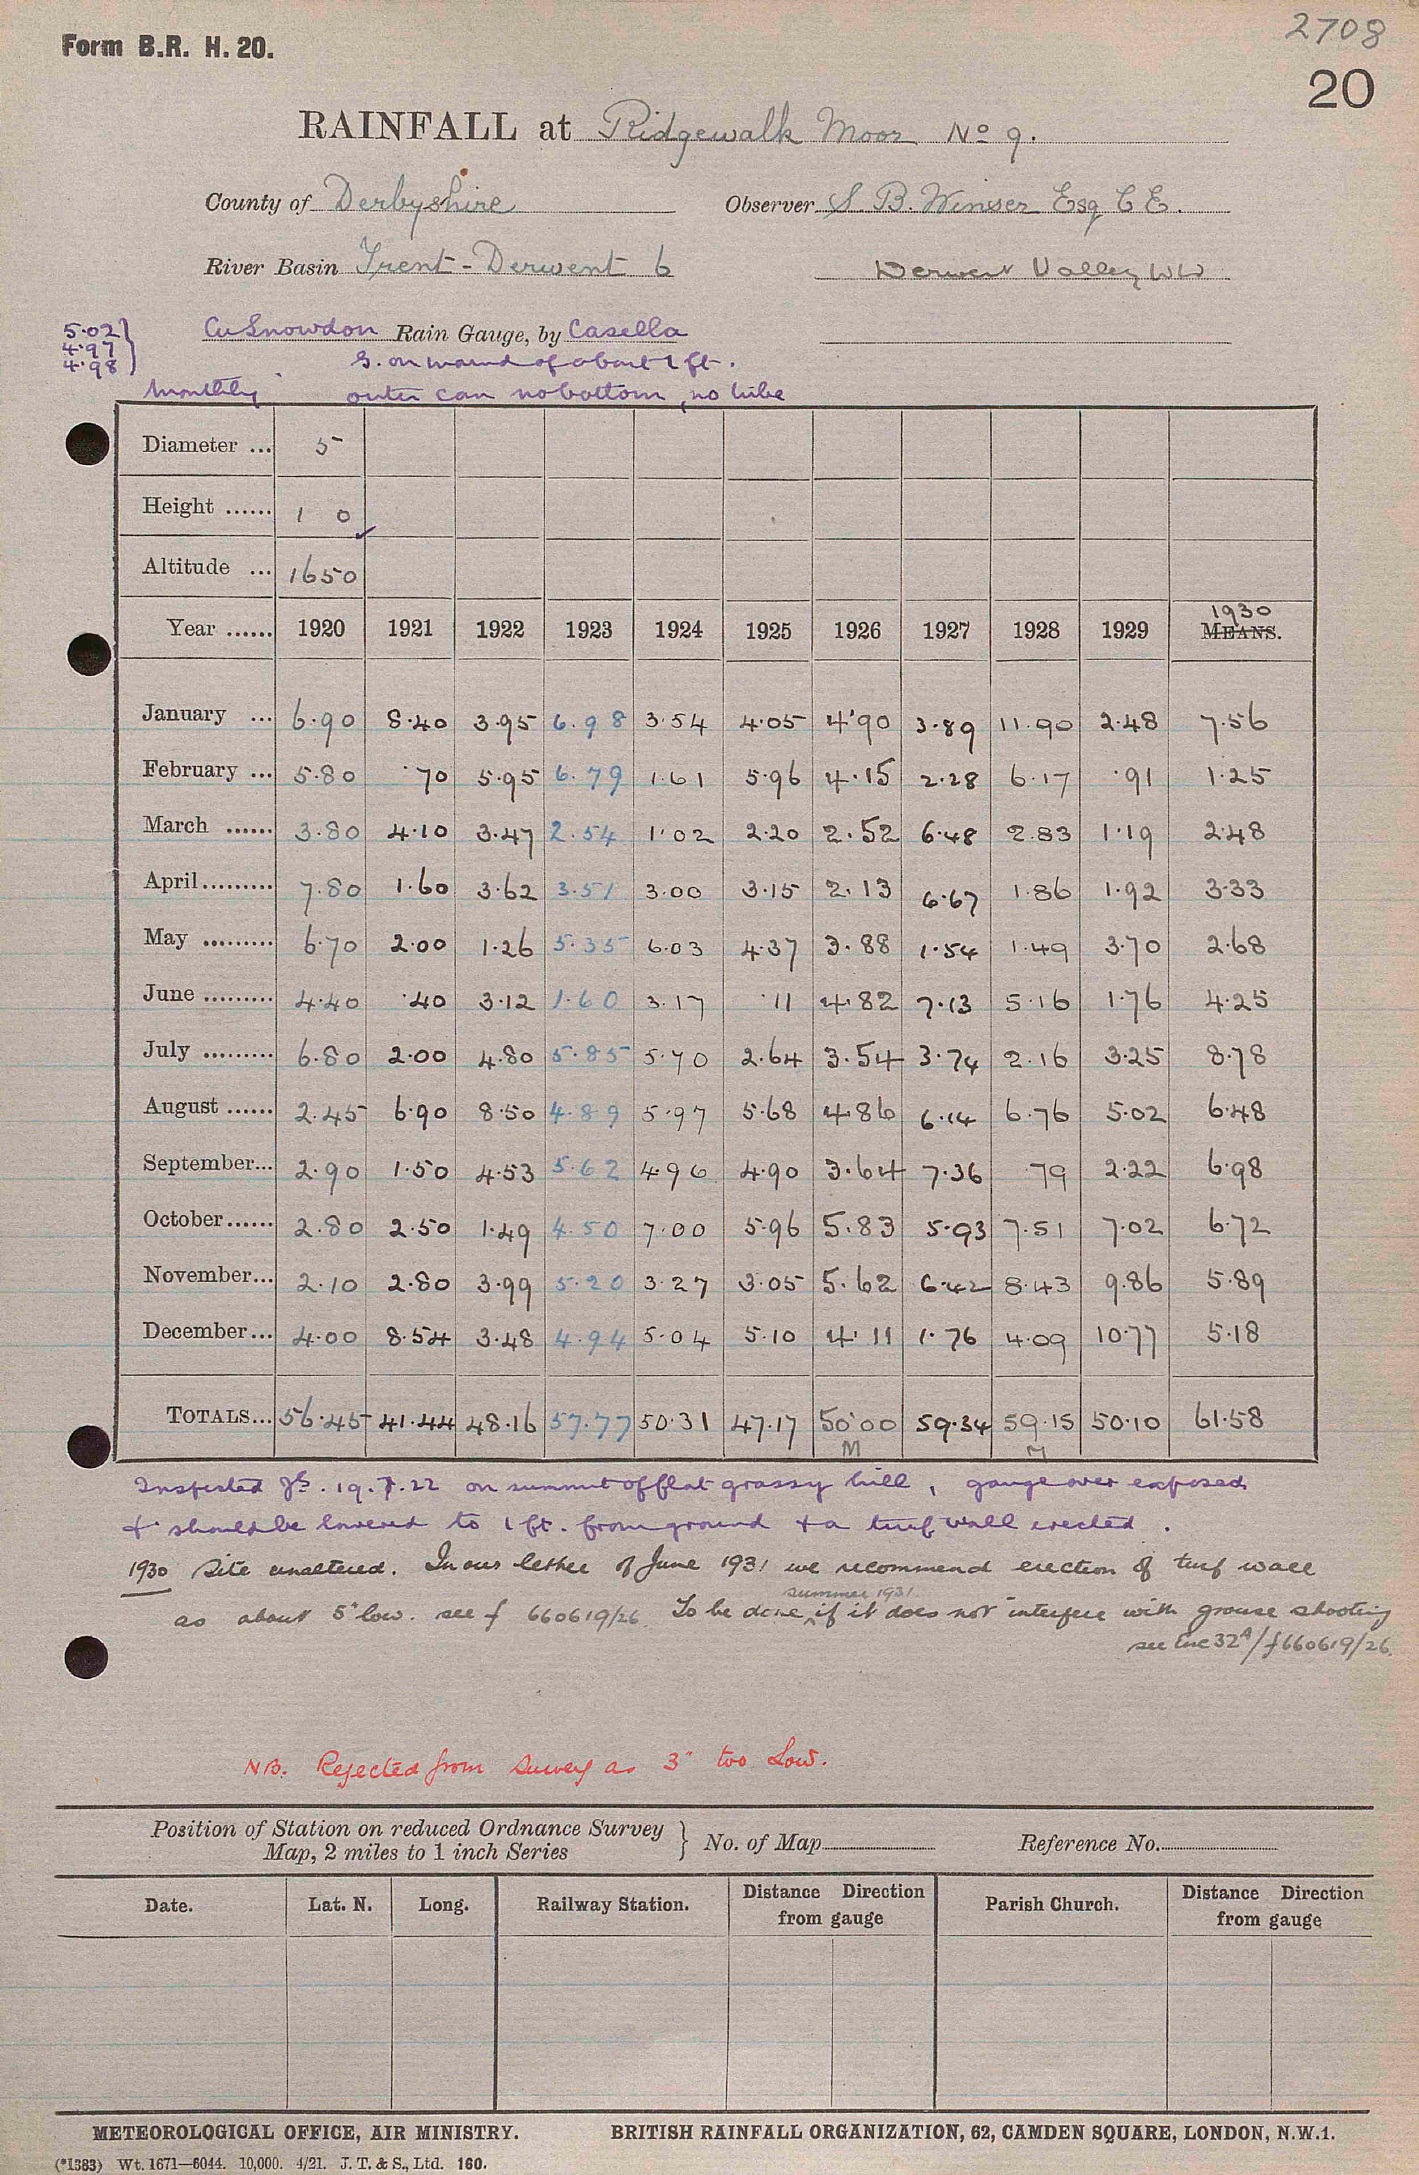 2708
Form B.R. H. 20.
20
RAINFALL at Ridgewalk Moor No 9.
County of Derbyshire Observer S. B. Winser Esq C E.
River Basin Trent - Derwent 6 Derwent Valley WW
5.02 }
4.97
4.98
Cu Snowdon Rain Gauge, by Casella
G. on mound of about 1 ft.
Monthly outer can no bottom, no tube
Diameter ... 5
Height ...... 1 0
Altitude ... 1650
Year ...... 1920 1921 1922 1923 1924 1925 1926 1927 1928 1929 1930 MEANS.
January ... 6.90 8.40 3.95 6.98 3.54 4.05 4.90 3.89 11.90 2.48 7.56
February ... 5.80 .70 5.95 6.79 1.61 5.96 4.15 2.28 6.17 .91 1.25
March ...... 3.80 4.10 3.47 2.54 1.02 2.20 2.52 6.48 2.83 1.19 2.48
April......... 7.80 1.60 3.62 3.51 3.00 3.15 2.13 6.67 1.86 1.92 3.33
May ......... 6.70 2.00 1.26 5.35 6.03 4.37 3.88 1.54 1.49 3.70 2.68
June ......... 4.40 .40 3.12 1.60 3.17 .11 4.82 7.13 5.16 1.76 4.25
July ......... 6.80 2.00 4.80 5.85 5.70 2.64 3.54 3.74 2.16 3.25 8.78
August ...... 2.45 6.90 8.50 4.89 5.97 5.68 4.86 6.14 6.76 5.02 6.48
September... 2.90 1.50 4.53 5.62 4.96 4.90 3.64 7.36 .79 2.22 6.98
October...... 2.80 2.50 1.49 4.50 7.00 5.96 5.83 5.93 7.51 7.02 6.72
November... 2.10 2.80 3.99 5.20 3.27 3.05 5.62 6.42 8.43 9.86 5.89
December... 4.00 8.54 3.48 4.94 5.04 5.10 4.11 1.76 4.09 10.77 5.18
TOTALS... 56.45 41.44 48.16 57.77 50.31 47.17 50.00 59.34 59.15 50.10 61.58
M M
Inspected 19.7.22 on summit of flat grassy hill, gauge over exposed
& should be lowered to 1 ft. from ground & a turf wall erected.
1930 Site unaltered. In our letter of June 1931 we recommend erection of turf wall
summer 1931
as about 5" low. see f 660619/26. To be done if it does not interfere with grouse shooting
see Enc 32A/f660619/26.
NB. Rejected from Survey as 3" too Low.
Position of Station on reduced Ordnance Survey Map, 2 miles to 1 inch Series } No. of Map Reference No.
Date. Lat. N. Long. Railway Station. Distance Direction from gauge Parish Church. Distance Direction from gauge
METEOROLOGICAL OFFICE, AIR MINISTRY. BRITISH RAINFALL ORGANIZATION, 62, CAMDEN SQUARE, LONDON, N.W.1.
(*1383) Wt. 1671—6044. 10,000. 4/21. J. T. & S., Ltd. 160.